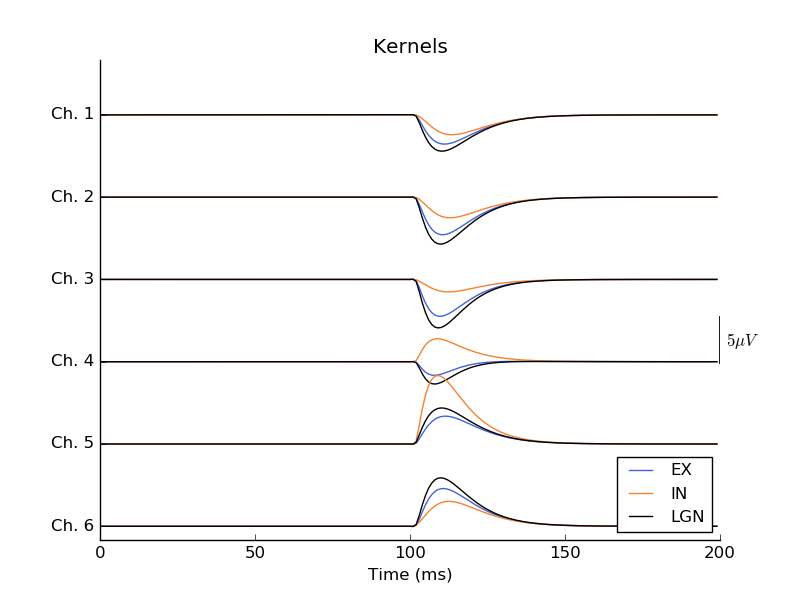 Kernels
Ch. 1
Ch. 2
Ch. 3
5μV
Ch. 4
Ch. 5
EX
IN
LGN
Ch. 6
0 50 100 150 200
Time (ms)